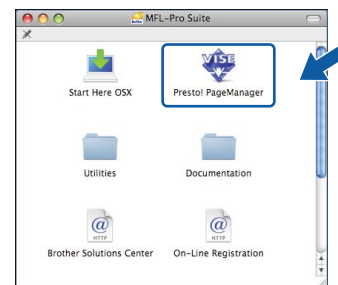 MFL-Pro Suite
VISE
Start Here OSX
Presto! PageManager
Utilities
Documentation
@
HTTP
@
HTTP
Brother Solutions Center
On-Line Registration